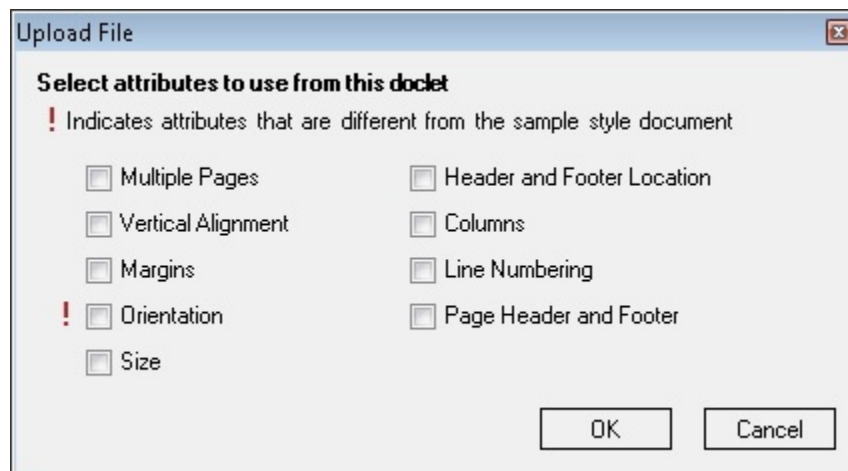 Upload File
Select attributes to use from this doclet
! Indicates attributes that are different from the sample style document
Multiple Pages
Header and Footer Location
Vertical Alignment
Columns
Margins
Line Numbering
! Orientation
Page Header and Footer
Size
OK
Cancel